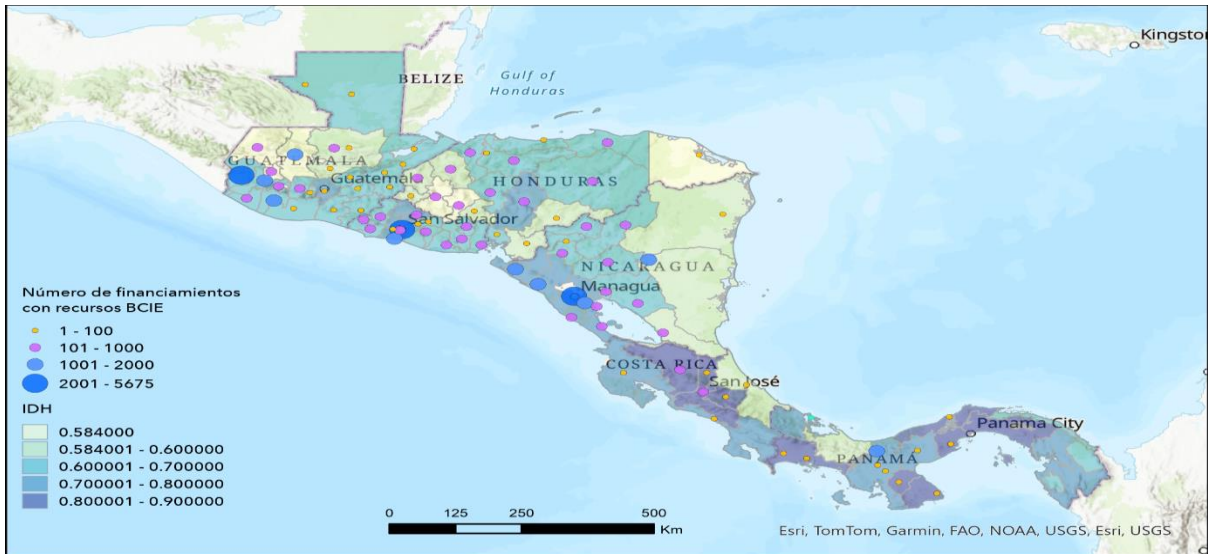 Kingston
BELIZE
Gulf of
Honduras
GUATEMALA
Guatemala
HONDURAS
San Salvador
NICARAGUA
Managua
COSTA RICA
San José
Panama City
PANAMÁ
Número de financiamientos
con recursos BCIE
1 - 100
101 - 1000
1001 - 2000
2001 - 5675
IDH
0.584000
0.584001 - 0.600000
0.600001 - 0.700000
0.700001 - 0.800000
0.800001 - 0.900000
0 125 250 500
Km
Esri, TomTom, Garmin, FAO, NOAA, USGS, Esri, USGS